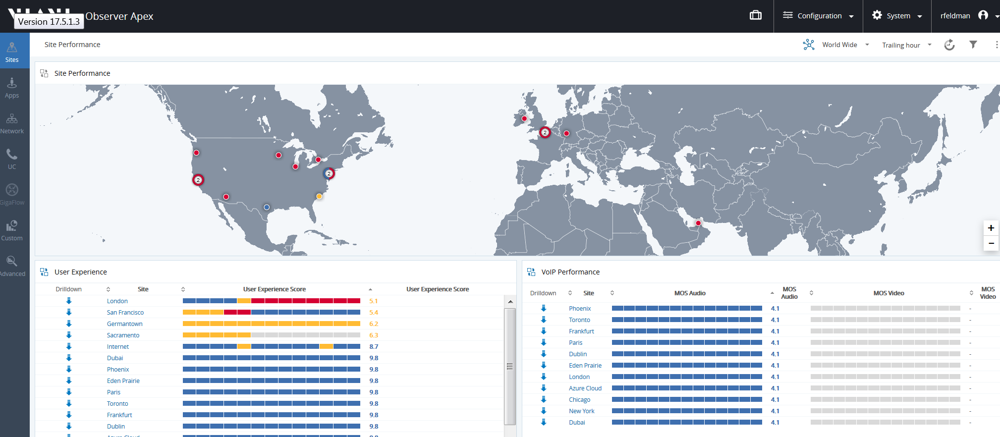 Version 17.5.1.3
Observer Apex
Configuration
System
rfeldman
Sites
Apps
Network
UC
GigaFlow
Custom
Advanced
Site Performance
World Wide
Trailing hour
Site Performance
2
2
2
2
+
−
User Experience
Drilldown Site User Experience Score User Experience Score
London 5.1
San Francisco 5.4
Germantown 6.2
Sacramento 6.3
Internet 8.7
Dubai 9.8
Phoenix 9.8
Eden Prairie 9.8
Paris 9.8
Toronto 9.8
Frankfurt 9.8
Dublin 9.8
VoIP Performance
Drilldown Site MOS Audio MOS Audio MOS Video MOS Video
Phoenix 4.1 -
Toronto 4.1 -
Frankfurt 4.1 -
Paris 4.1 -
Dublin 4.1 -
Eden Prairie 4.1 -
London 4.1 -
Azure Cloud 4.1 -
Chicago 4.1 -
New York 4.1 -
Dubai 4.1 -